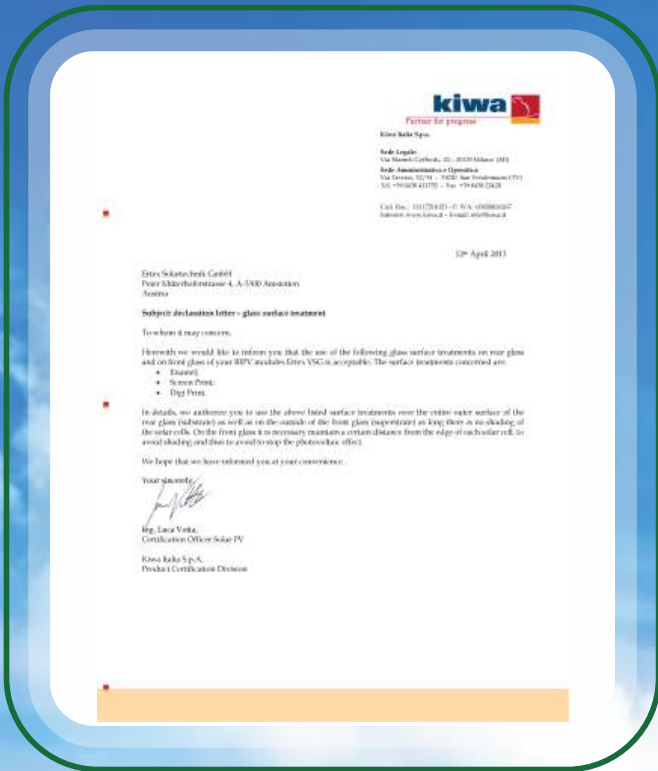 kiwa
Partner for progress
Kiwa Italia S.p.a.
Sede Legale:
Sede Amministrativa e Operativa
12th April 2013
Ertex Solartechnik GmbH
Peter Mitterhoferstrasse 4, A-3300 Amstetten
Austria
Subject: declaration letter – glass surface treatment
To whom it may concern,
Herewith we would like to inform you that the use of the following glass surface treatments on rear glass
and on front glass of your BIPV modules Ertex VSG is acceptable. The surface treatments concerned are:
• Enamel;
• Screen Print;
• Digi Print.
In details, we authorize you to use the above listed surface treatments over the entire outer surface of the
rear glass (substrate) as well as on the outside of the front glass (superstrate) as long there is no shading of
the solar cells. On the front glass it is necessary maintain a certain distance from the edge of each solar cell, to
avoid shading and thus to avoid to stop the photovoltaic effect.
We hope that we have informed you at your convenience.
Your sincerely,
Ing. Luca Votta,
Certification Officer Solar PV
Kiwa Italia S.p.A.
Product Certification Division